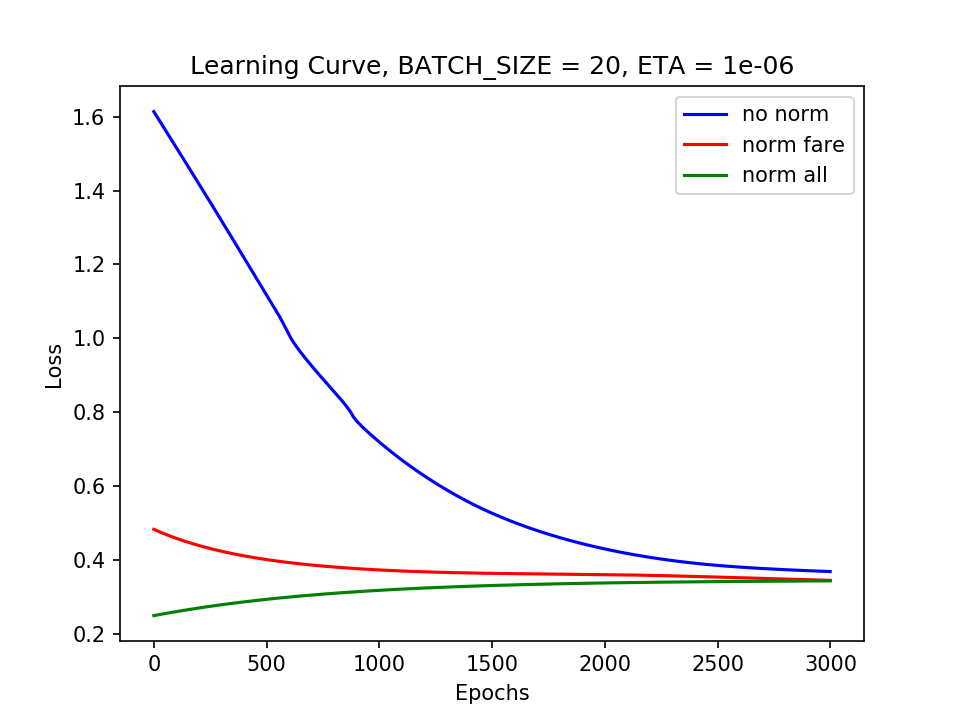 Learning Curve, BATCH_SIZE = 20, ETA = 1e-06
no norm
norm fare
norm all
1.6
1.4
1.2
1.0
0.8
0.6
0.4
0.2
Loss
0 500 1000 1500 2000 2500 3000
Epochs